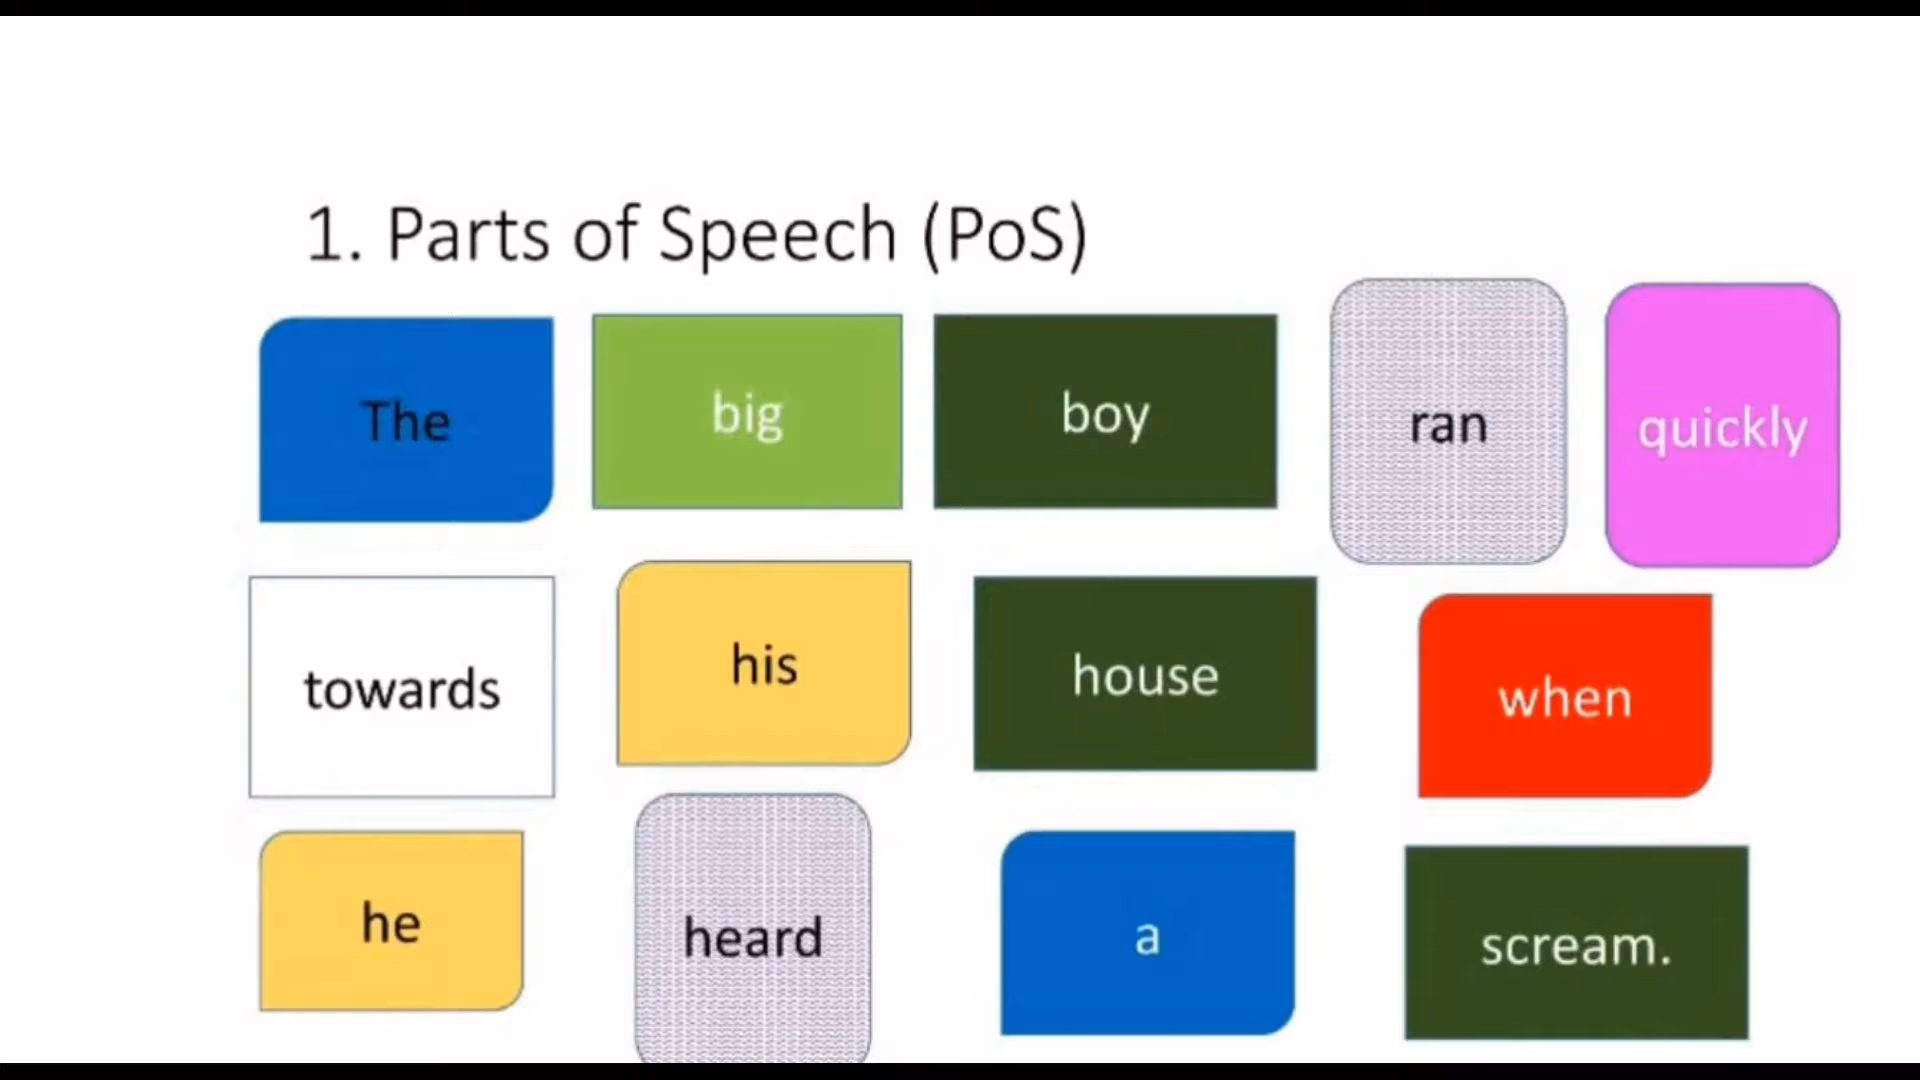 1. Parts of Speech (PoS)
The big boy ran quickly
towards his house when
he heard a scream.